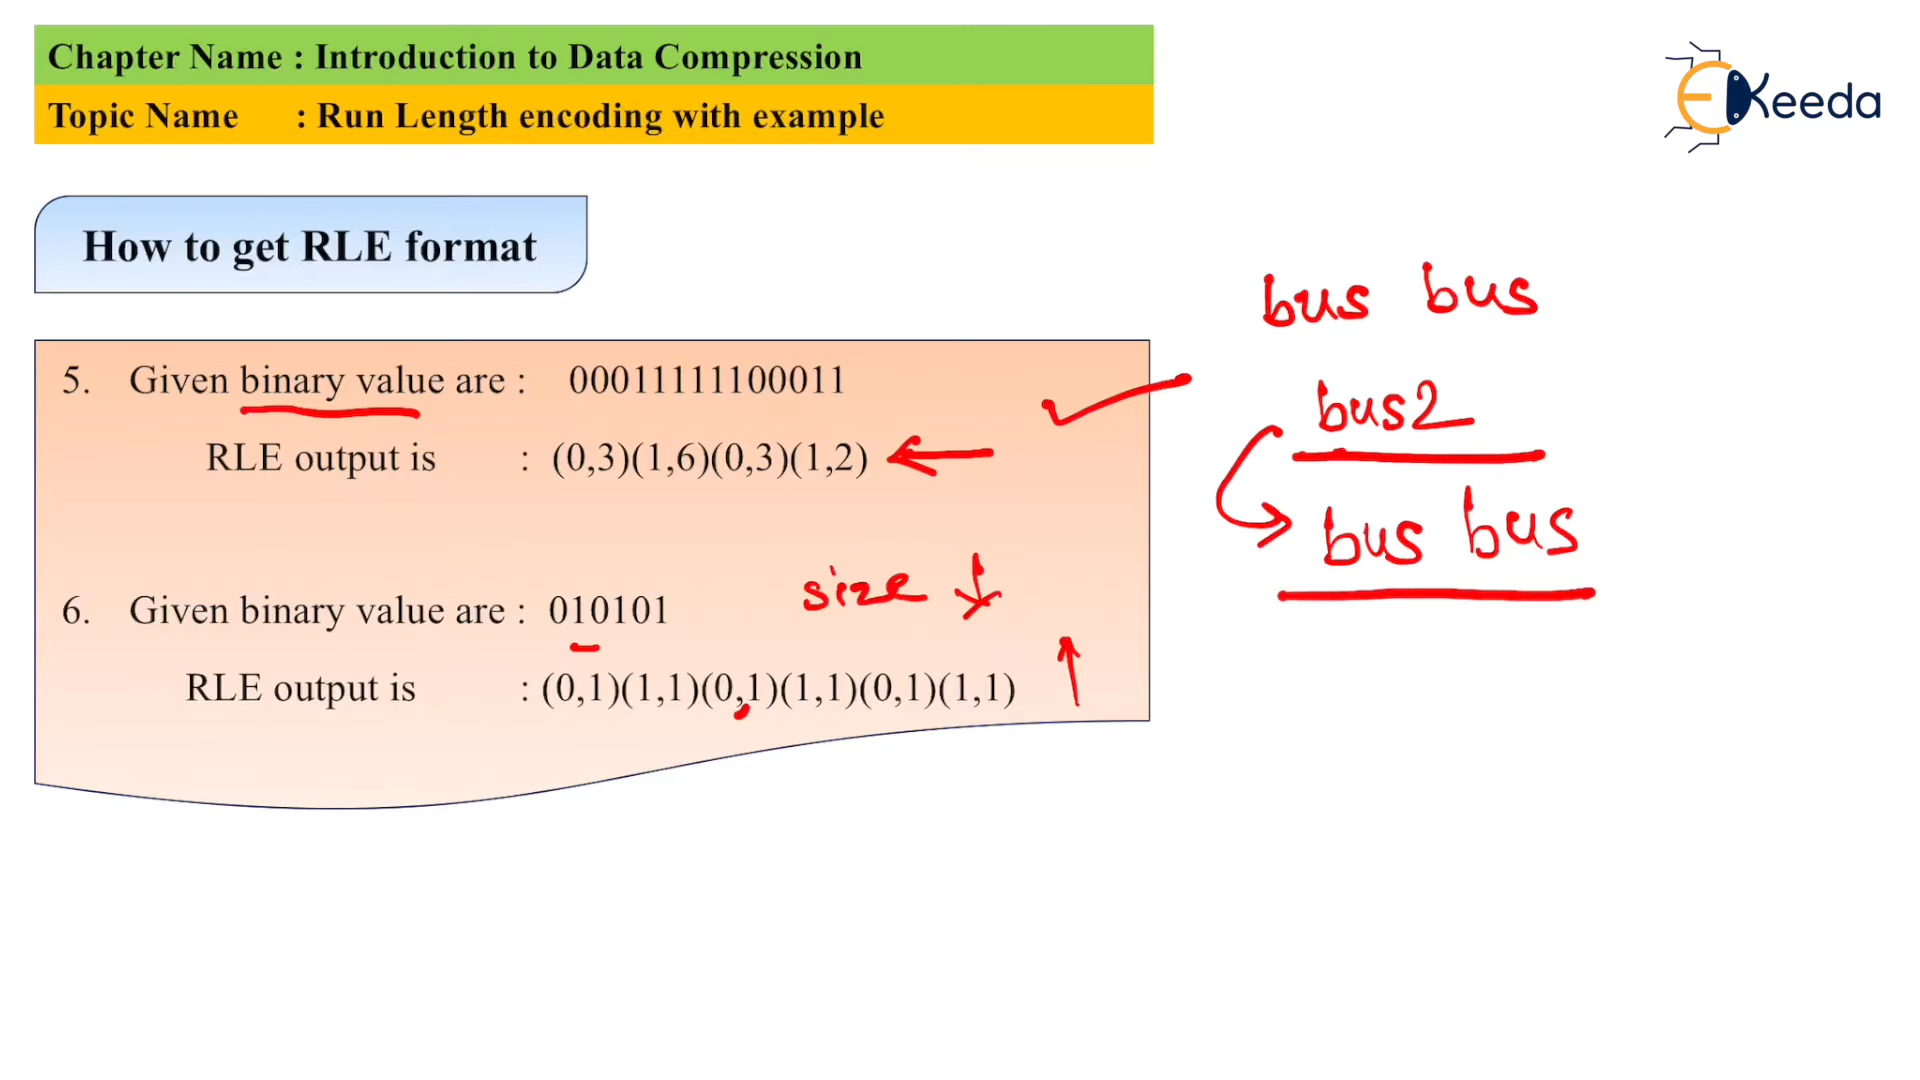 Chapter Name : Introduction to Data Compression
Topic Name : Run Length encoding with example
EKeeda
How to get RLE format
bus bus
5. Given binary value are : 00011111100011
bus2
RLE output is : (0,3)(1,6)(0,3)(1,2)
bus bus
size
6. Given binary value are : 010101
RLE output is : (0,1)(1,1)(0,1)(1,1)(0,1)(1,1)